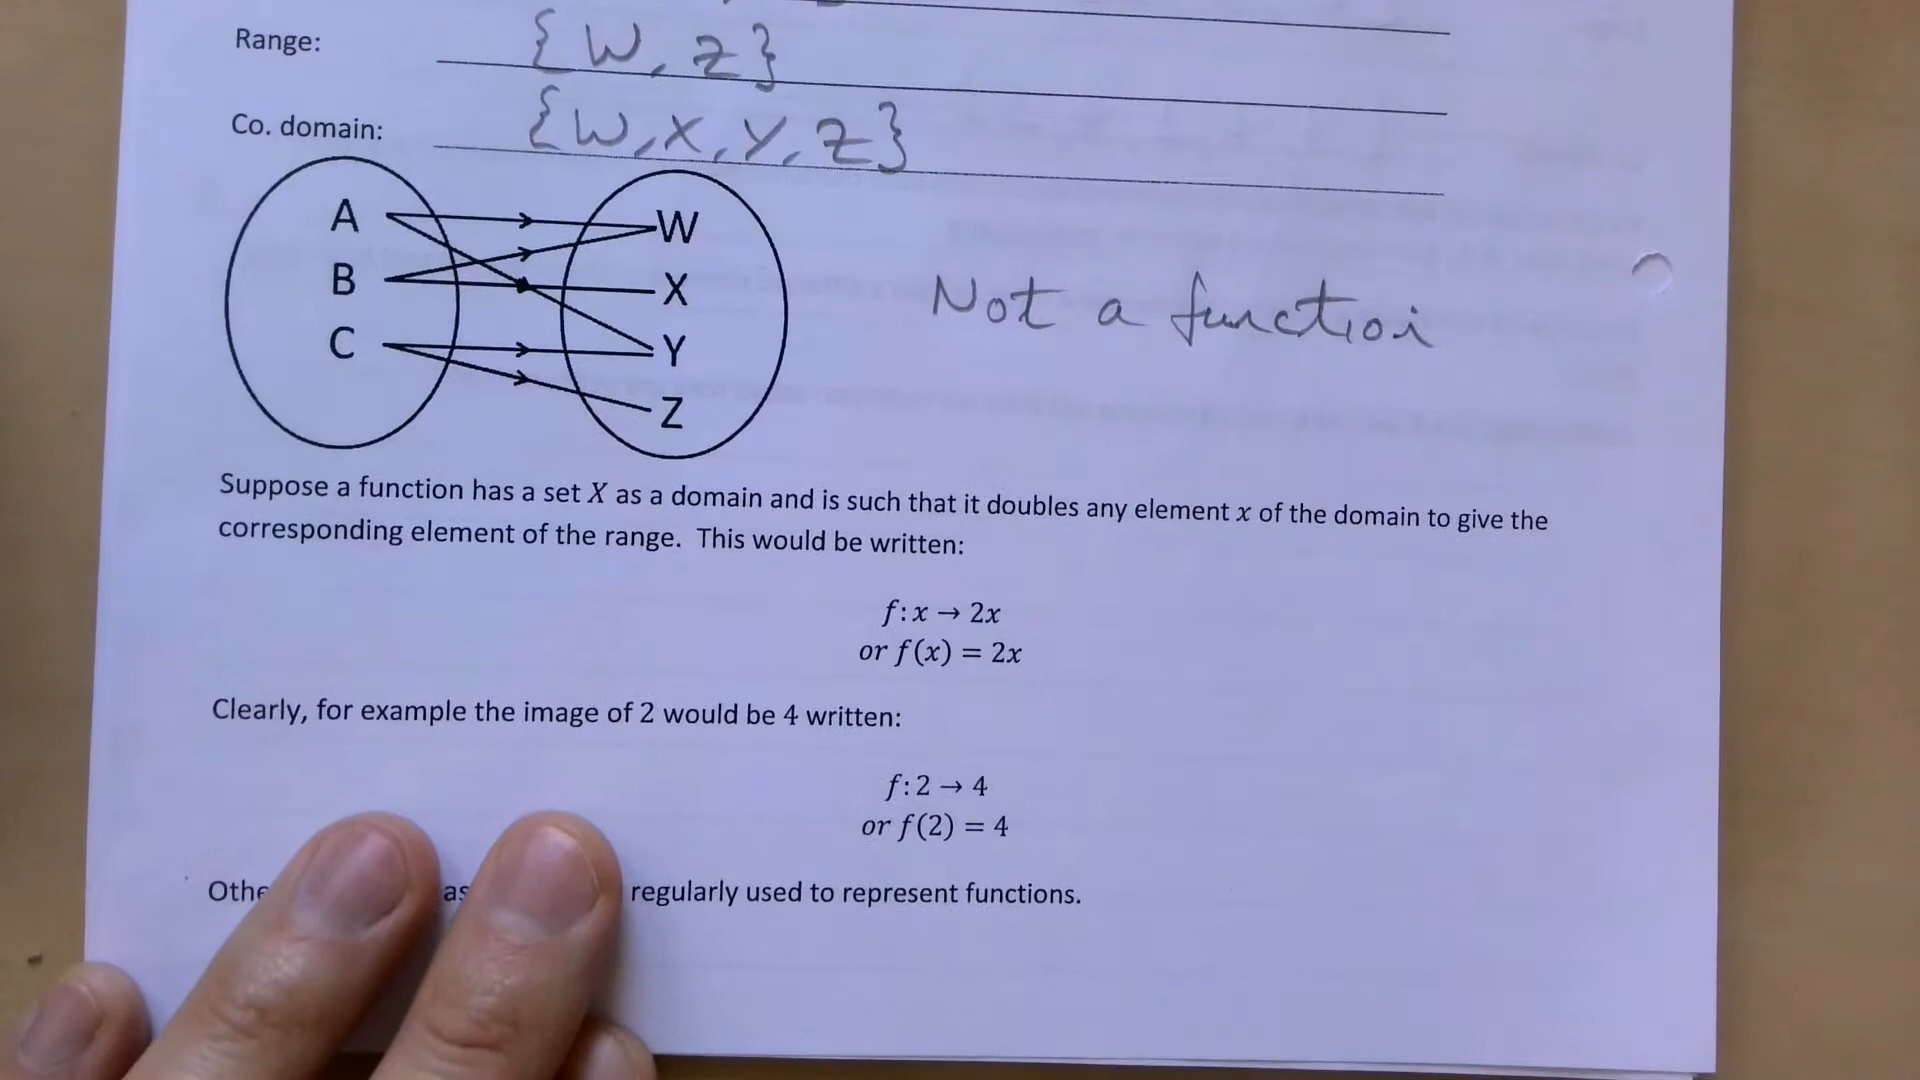 Range: {W, Z}
Co. domain: {W, X, Y, Z}
A
B
C
W
X
Y
Z
Not a function
Suppose a function has a set X as a domain and is such that it doubles any element x of the domain to give the
corresponding element of the range. This would be written:
f: x → 2x
or f(x) = 2x
Clearly, for example the image of 2 would be 4 written:
f: 2 → 4
or f(2) = 4
regularly used to represent functions.